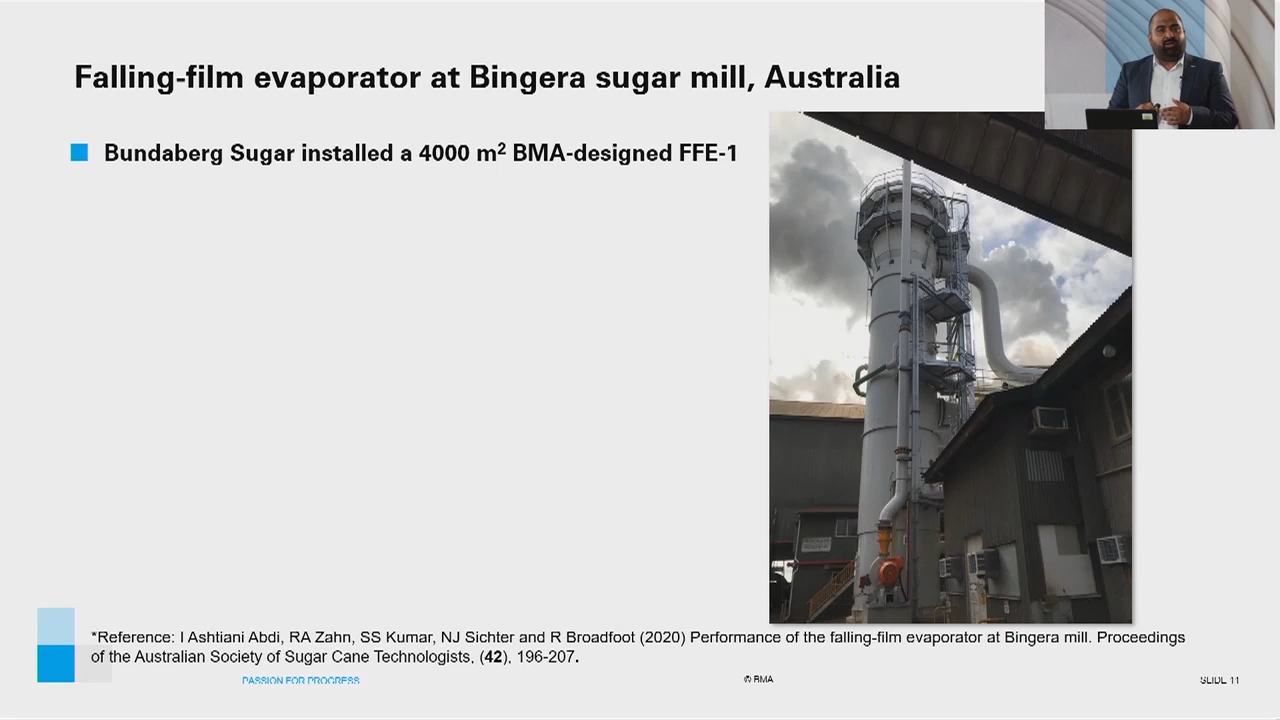 Falling-film evaporator at Bingera sugar mill, Australia
Bundaberg Sugar installed a 4000 m² BMA-designed FFE-1
*Reference: I Ashtiani Abdi, RA Zahn, SS Kumar, NJ Sichter and R Broadfoot (2020) Performance of the falling-film evaporator at Bingera mill. Proceedings
of the Australian Society of Sugar Cane Technologists, (42), 196-207.
PASSION FOR PROGRESS
© BMA
SLIDE 11